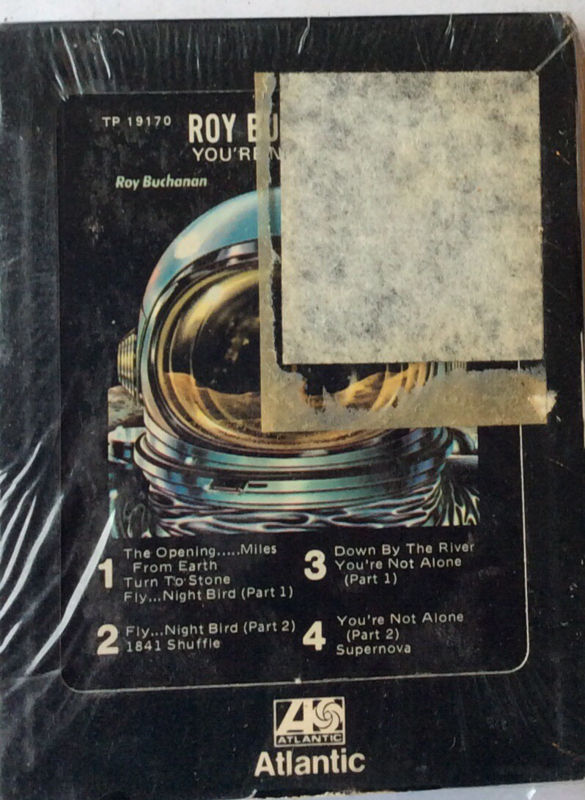 TP 19170
ROY BU
YOU'RE N
Roy Buchanan
1
The Opening.....Miles
From Earth
Turn To Stone
Fly...Night Bird (Part 1)
2
Fly...Night Bird (Part 2)
1841 Shuffle
3
Down By The River
You're Not Alone
(Part 1)
4
You're Not Alone
(Part 2)
Supernova
ATLANTIC
Atlantic